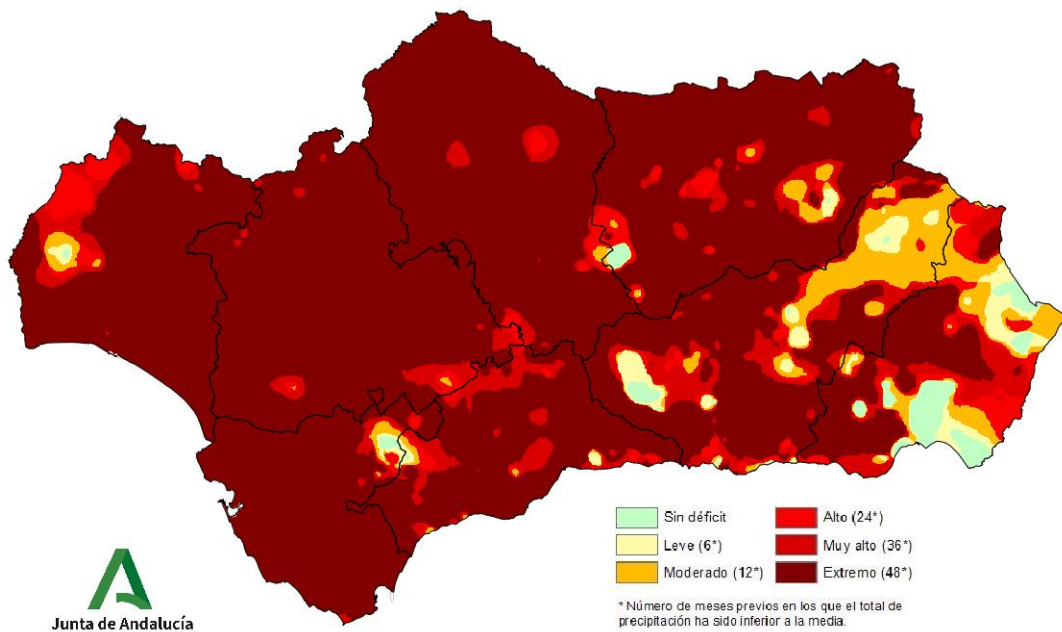 Sin déficit
Alto (24*)
Leve (6*)
Muy alto (36*)
Moderado (12*)
Extremo (48*)
* Número de meses previos en los que el total de
precipitación ha sido inferior a la media.
Junta de Andalucía